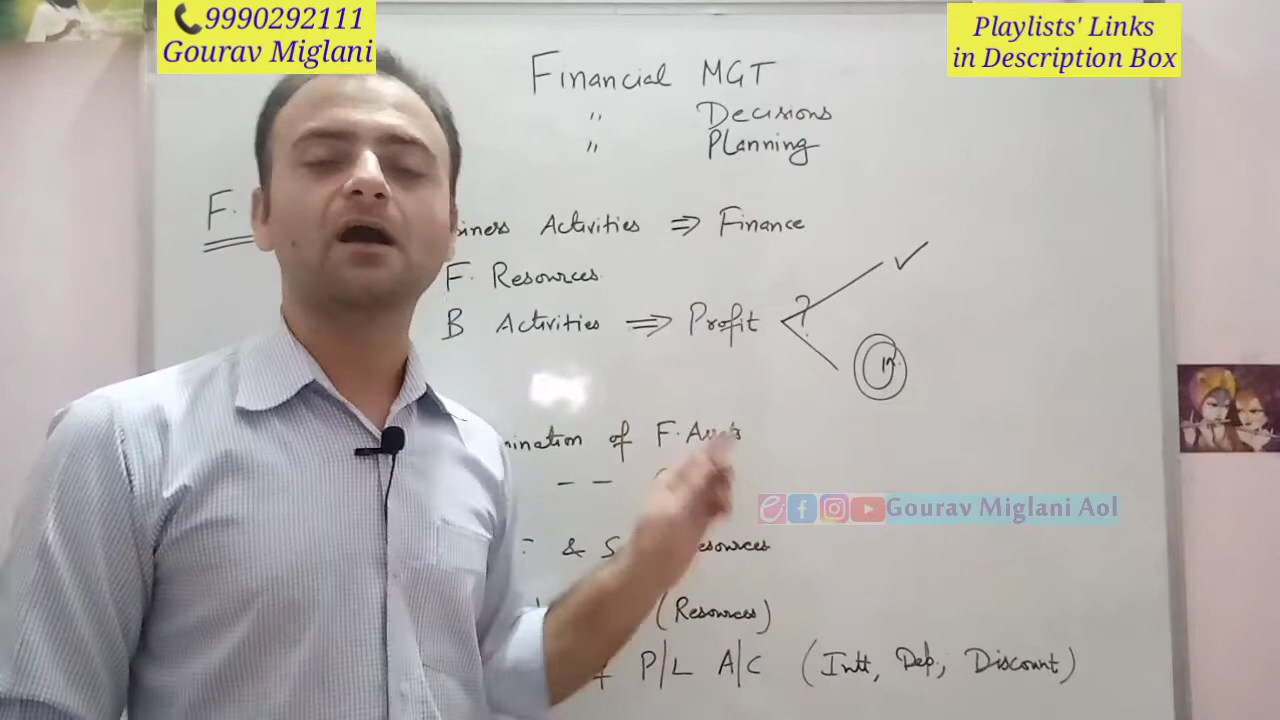 9990292111
Gourav Miglani
Playlists' Links
in Description Box
Financial MGT
" Decisions
" Planning
F.
Activities ⇒ Finance
F. Resources
B Activities ⇒ Profit ? ✓
of F. Assets
& S
(Resources)
P/L A/C (Intt, Dep, Discount)
Gourav Miglani Aol